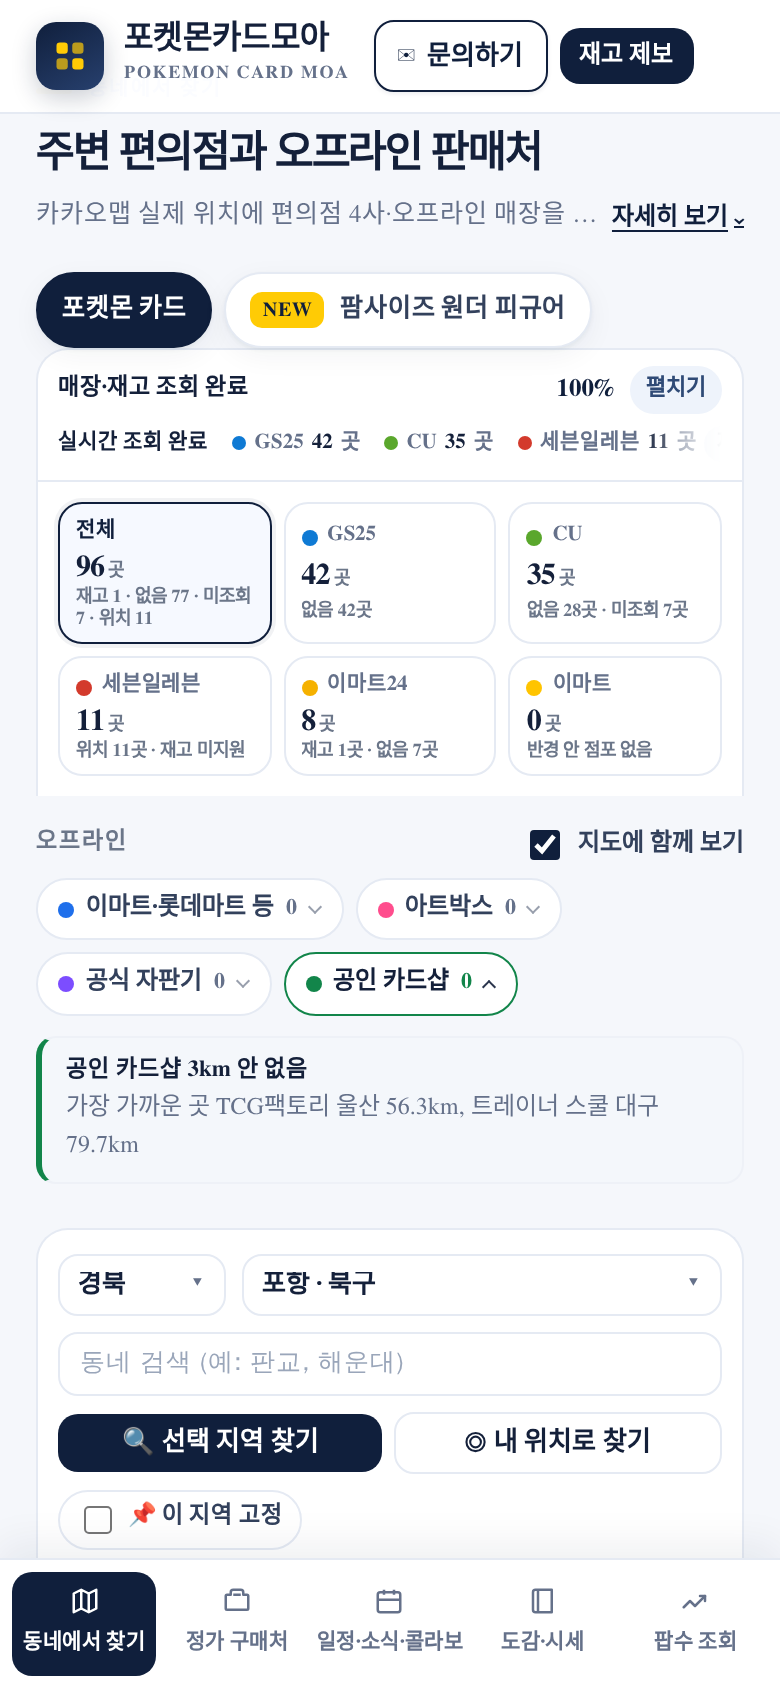 포켓몬카드모아
POKEMON CARD MOA
문의하기
재고 제보
주변 편의점과 오프라인 판매처
카카오맵 실제 위치에 편의점 4사·오프라인 매장을 … 자세히 보기
포켓몬 카드
NEW 팜사이즈 원더 피규어
매장·재고 조회 완료 100% 펼치기
실시간 조회 완료 GS25 42 곳 CU 35 곳 세븐일레븐 11 곳
전체
96곳
재고 1 · 없음 77 · 미조회
7 · 위치 11
GS25
42곳
없음 42곳
CU
35곳
없음 28곳 · 미조회 7곳
세븐일레븐
11곳
위치 11곳 · 재고 미지원
이마트24
8곳
재고 1곳 · 없음 7곳
이마트
0곳
반경 안 점포 없음
오프라인 지도에 함께 보기
이마트·롯데마트 등 0 아트박스 0
공식 자판기 0 공인 카드샵 0
공인 카드샵 3km 안 없음
가장 가까운 곳 TCG팩토리 울산 56.3km, 트레이너 스쿨 대구
79.7km
경북 포항 · 북구
동네 검색 (예: 판교, 해운대)
선택 지역 찾기 ◎ 내 위치로 찾기
이 지역 고정
동네에서 찾기 정가 구매처 일정·소식·콜라보 도감·시세 팝수 조회